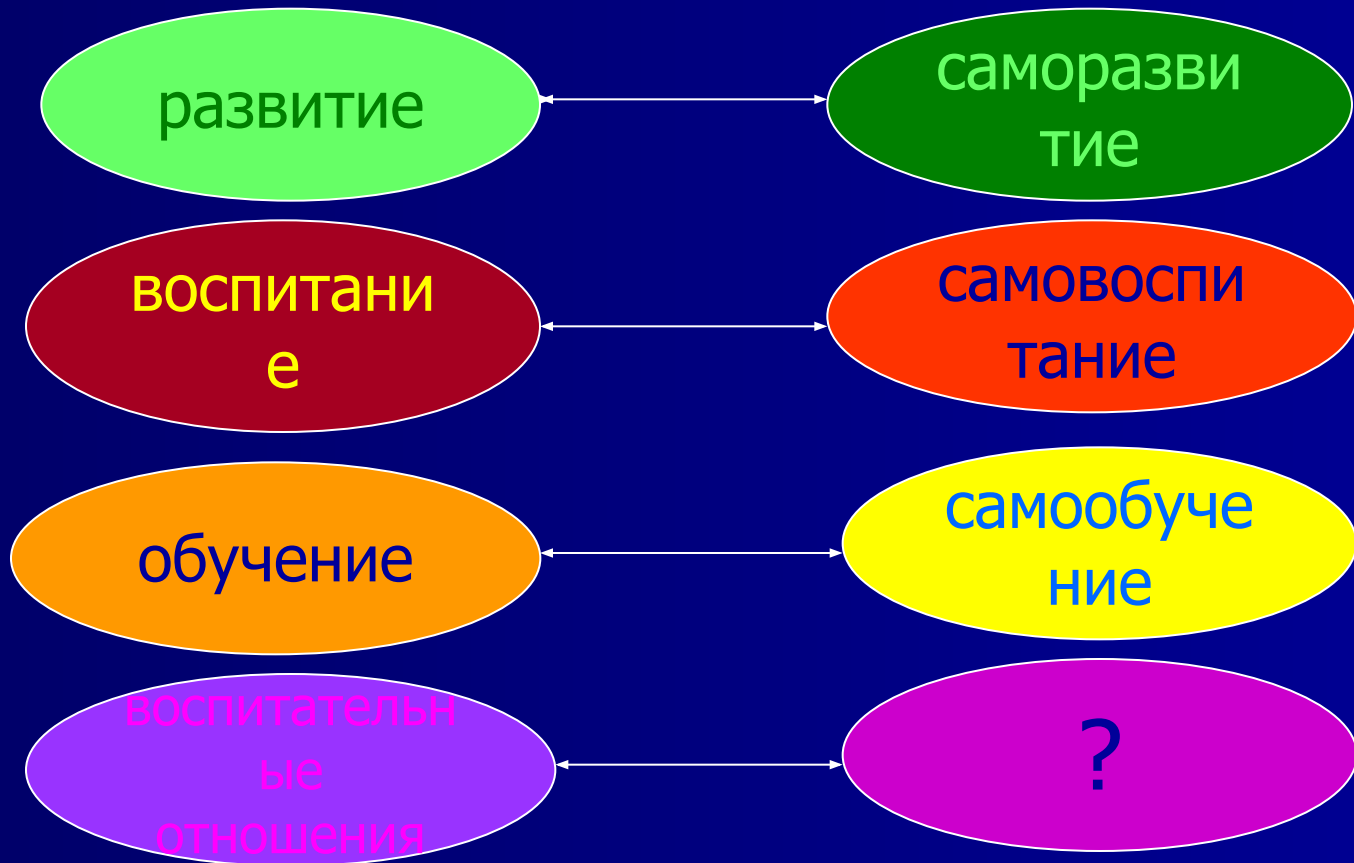 развитие
саморазви
тие
воспитани
е
самовоспи
тание
обучение
самообуче
ние
воспитательн
ые
отношения
?